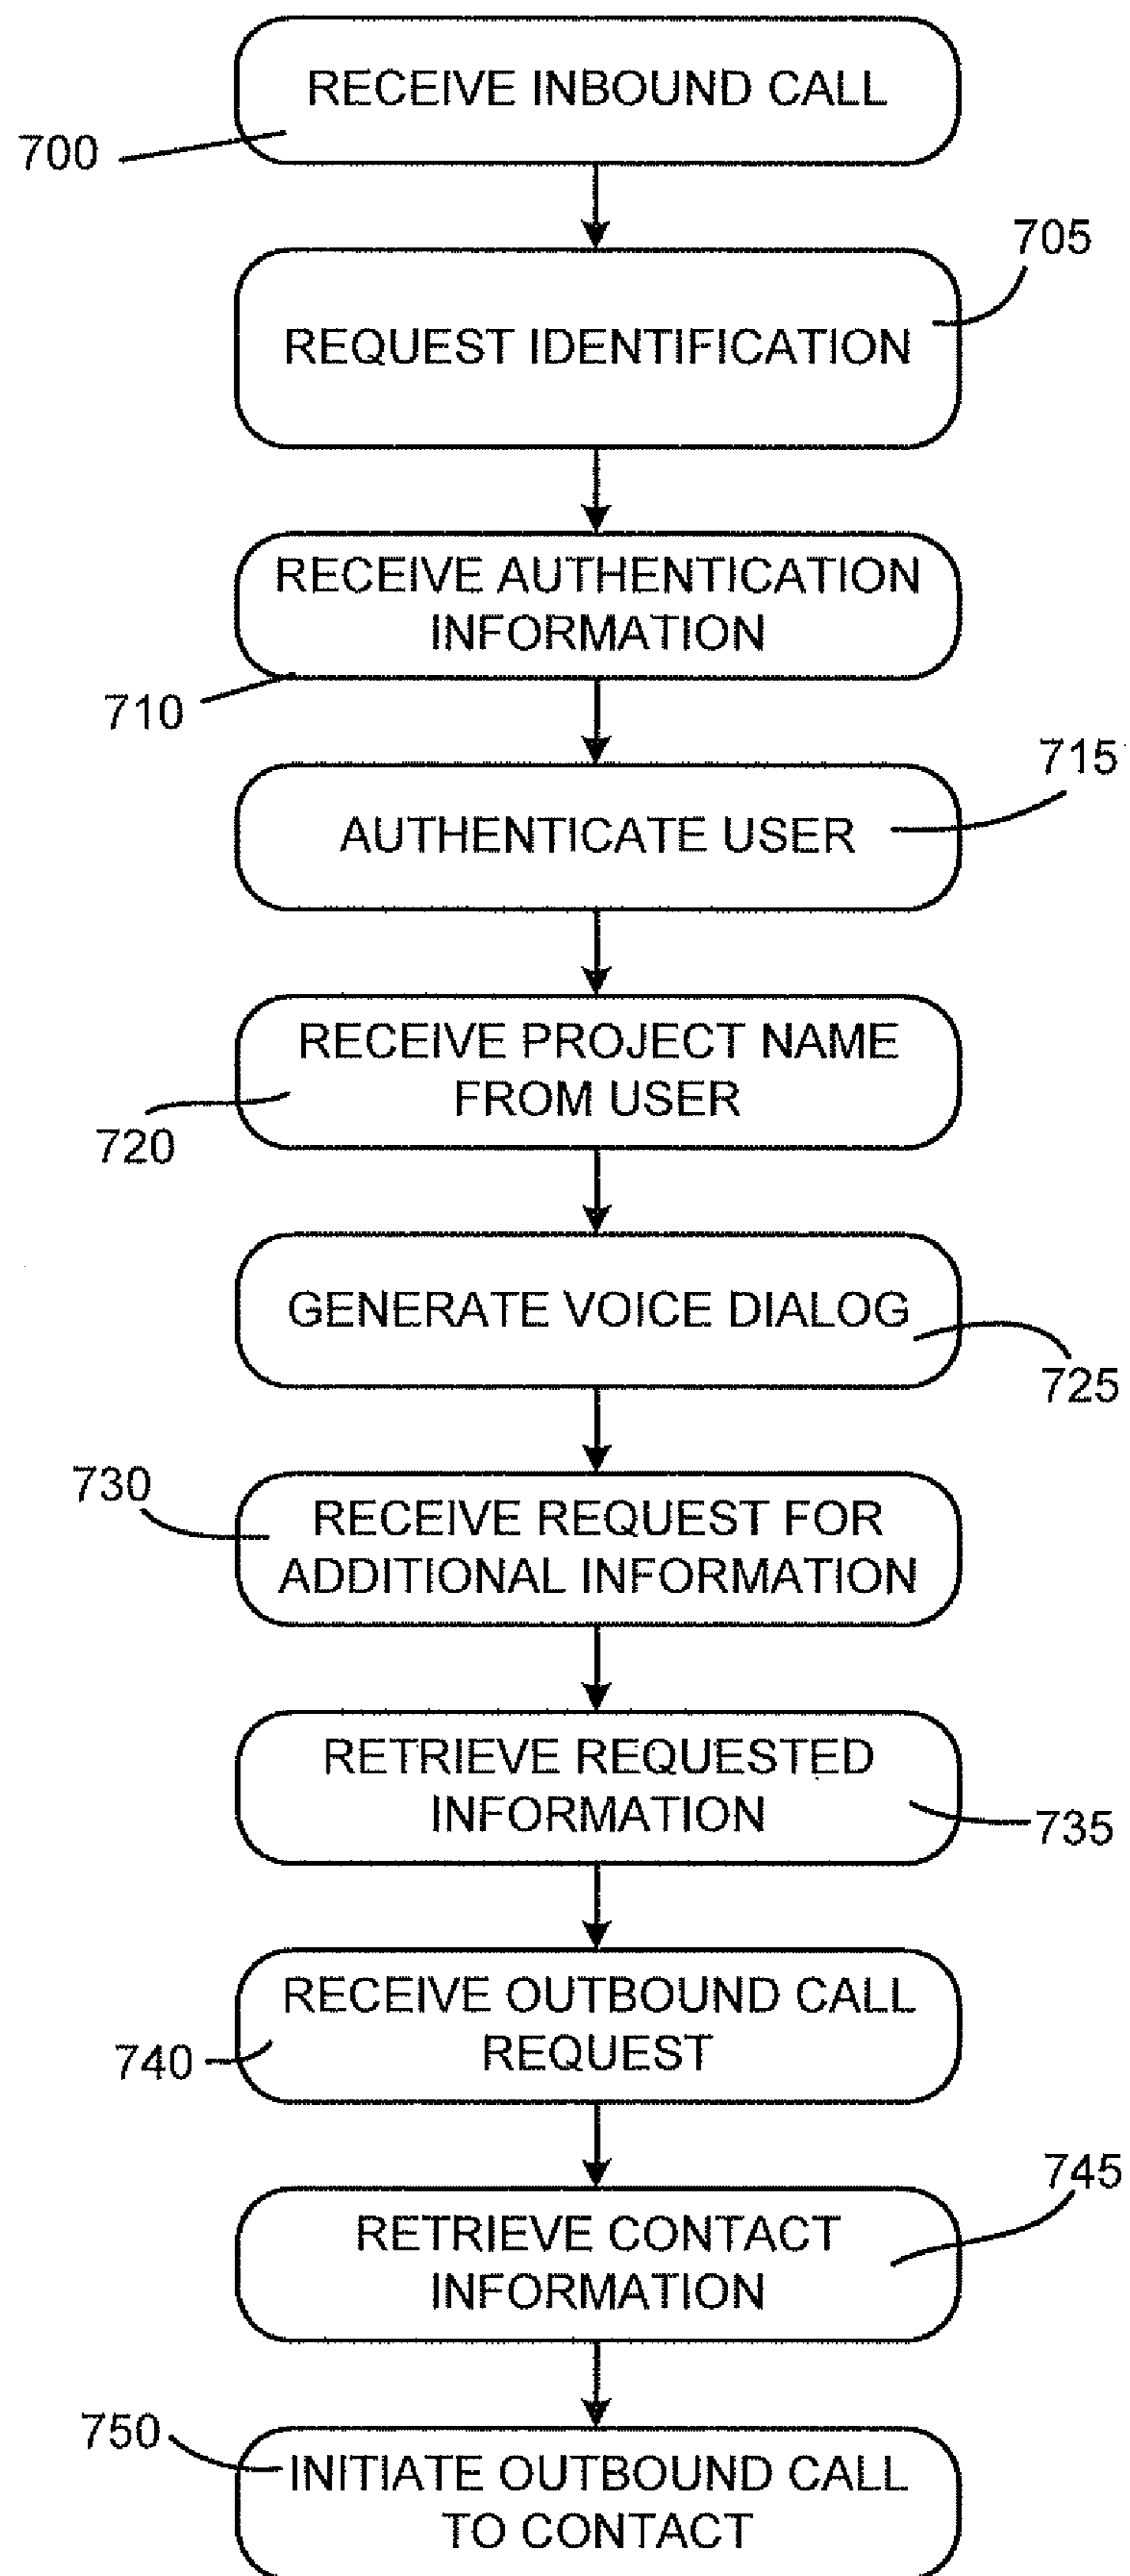 RECEIVE INBOUND CALL
700
705
REQUEST IDENTIFICATION
RECEIVE AUTHENTICATION
INFORMATION
710
715
AUTHENTICATE USER
RECEIVE PROJECT NAME
FROM USER
720
GENERATE VOICE DIALOG
725
730
RECEIVE REQUEST FOR
ADDITIONAL INFORMATION
RETRIEVE REQUESTED
INFORMATION
735
RECEIVE OUTBOUND CALL
REQUEST
740
745
RETRIEVE CONTACT
INFORMATION
750
INITIATE OUTBOUND CALL
TO CONTACT